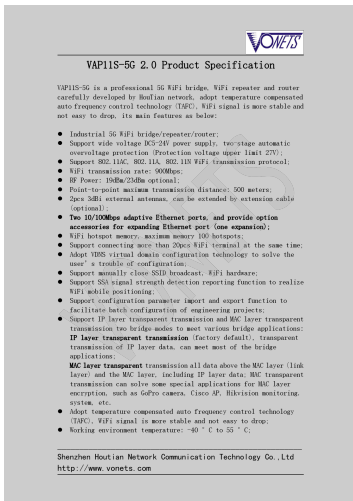 VONETS
VAP11S-5G 2.0 Product Specification
VAP11S-5G is a professional 5G WiFi bridge, WiFi repeater and router
carefully developed by HouTian network, adopt temperature compensated
auto frequency control technology (TAFC), WiFi signal is more stable and
not easy to drop, its main features as below:
● Industrial 5G WiFi bridge/repeater/router;
● Support wide voltage DC5-24V power supply, two-stage automatic
overvoltage protection (Protection voltage upper limit 27V);
● Support 802.11AC, 802.11A, 802.11N WiFi transmission protocol;
● WiFi transmission rate: 900Mbps;
● RF Power: 19dBm/23dBm optional;
● Point-to-point maximum transmission distance: 500 meters;
● 2pcs 3dBi external antennas, can be extended by extension cable
(optional);
● Two 10/100Mbps adaptive Ethernet ports, and provide option
accessories for expanding Ethernet port (one expansion);
● WiFi hotspot memory, maximum memory 100 hotspots;
● Support connecting more than 20pcs WiFi terminal at the same time;
● Adopt VDNS virtual domain configuration technology to solve the
user's trouble of configuration;
● Support manually close SSID broadcast, WiFi hardware;
● Support SSA signal strength detection reporting function to realize
WiFi mobile positioning;
● Support configuration parameter import and export function to
facilitate batch configuration of engineering projects;
● Support IP layer transparent transmission and MAC layer transparent
transmission two bridge modes to meet various bridge applications:
IP layer transparent transmission (factory default), transparent
transmission of IP layer data, can meet most of the bridge
applications;
MAC layer transparent transmission all data above the MAC layer (link
layer) and the MAC layer, including IP layer data; MAC transparent
transmission can solve some special applications for MAC layer
encryption, such as GoPro camera, Cisco AP, Hikvision monitoring,
system, etc.
● Adopt temperature compensated auto frequency control technology
(TAFC), WiFi signal is more stable and not easy to drop;
● Working environment temperature: -40 °C to 55 °C;
Shenzhen Houtian Network Communication Technology Co.,Ltd
http://www.vonets.com